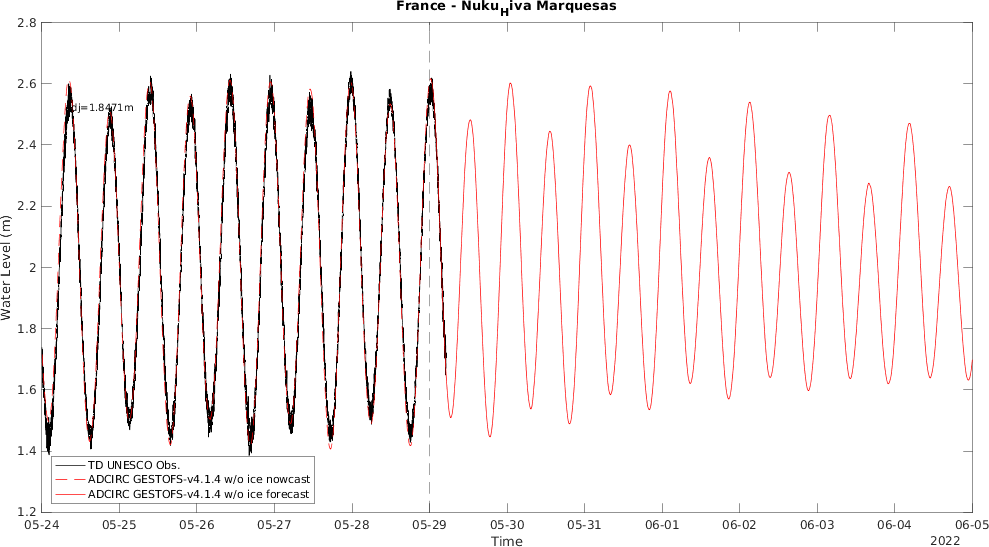 France - Nuku Hiva Marquesas
2.8
2.6
2.4
2.2
2
1.8
1.6
1.4
1.2
Water Level (m)
dj=1.8471m
TD UNESCO Obs.
ADCIRC GESTOFS-v4.1.4 w/o ice nowcast
ADCIRC GESTOFS-v4.1.4 w/o ice forecast
05-24 05-25 05-26 05-27 05-28 05-29 05-30 05-31 06-01 06-02 06-03 06-04 06-05
Time
2022